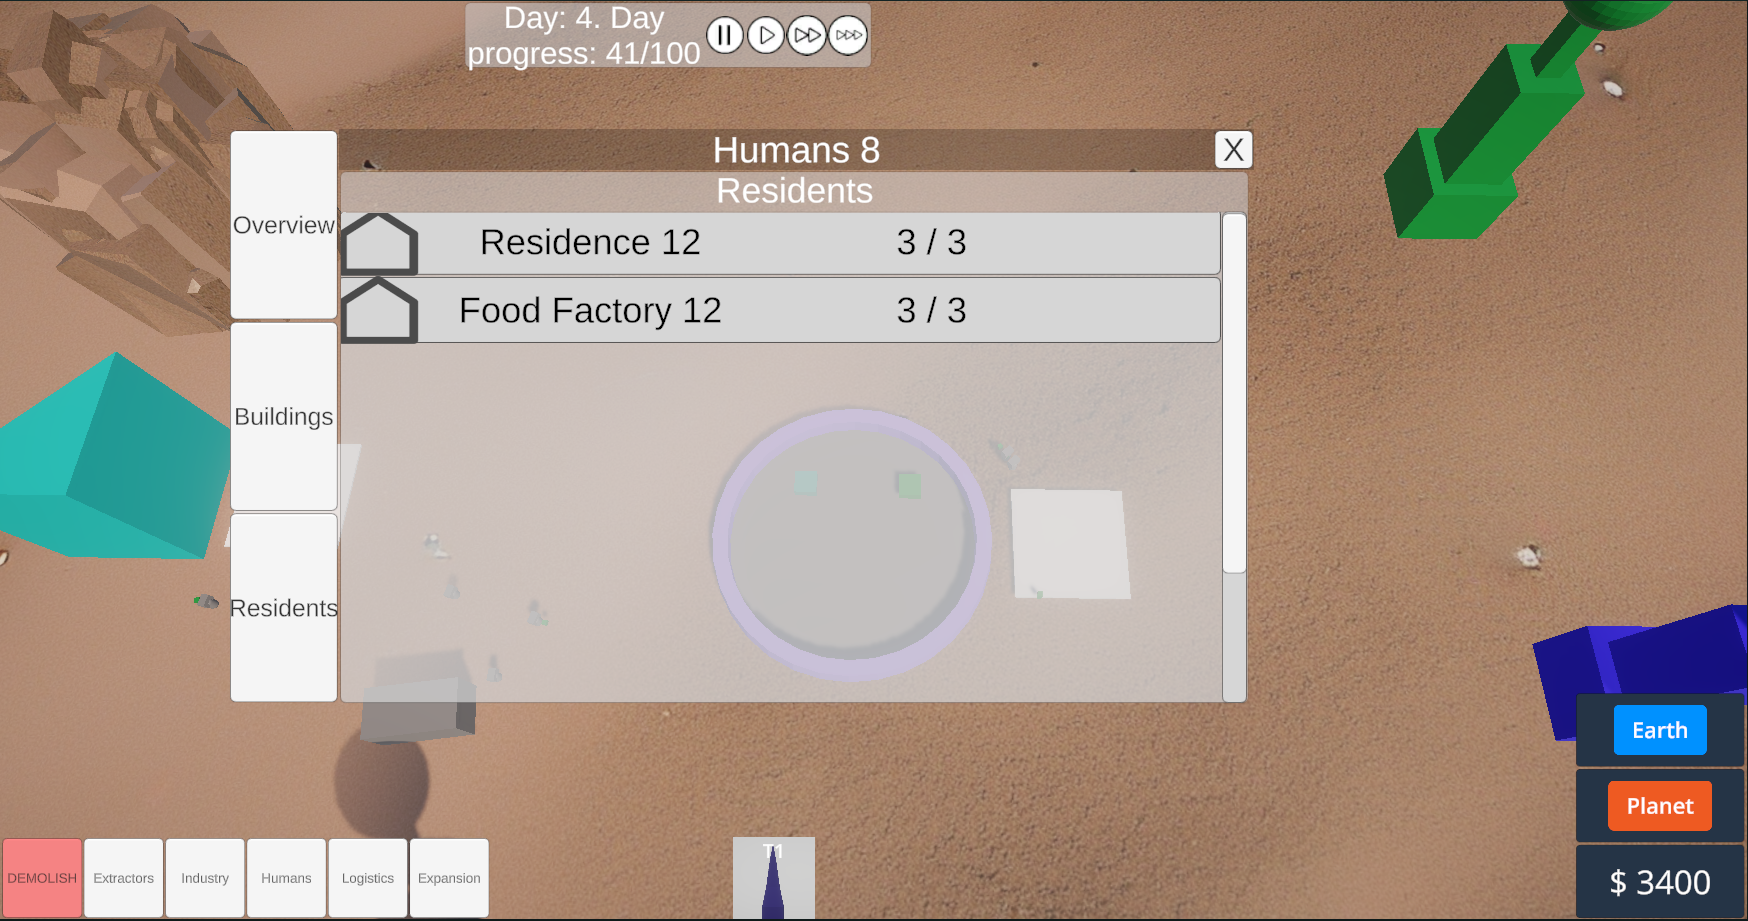 Day: 4. Day
progress: 41/100
Humans 8
X
Residents
Overview
Residence 12
3 / 3
Food Factory 12
3 / 3
Buildings
Residents
Earth
Planet
$ 3400
DEMOLISH
Extractors
Industry
Humans
Logistics
Expansion
T1